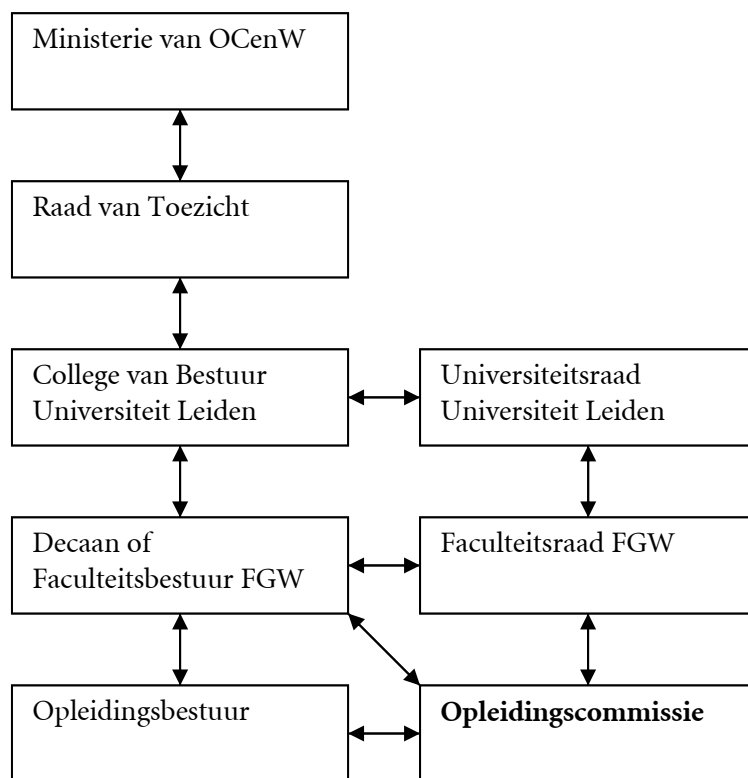 Ministerie van OCenW
Raad van Toezicht
College van Bestuur
Universiteit Leiden
Universiteitsraad
Universiteit Leiden
Decaan of
Faculteitsbestuur FGW
Faculteitsraad FGW
Opleidingsbestuur
Opleidingscommissie